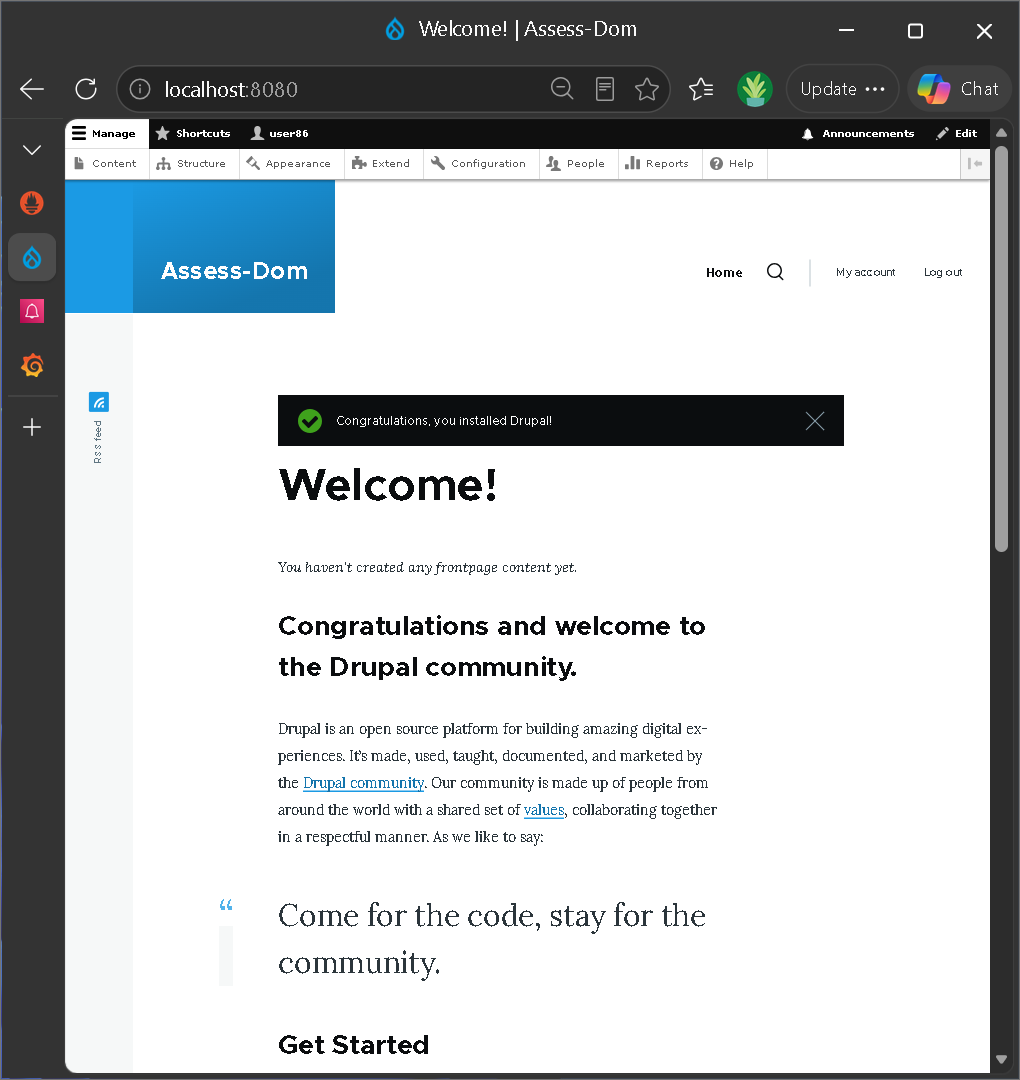 Welcome! | Assess-Dom
localhost:8080
Update
Chat
Manage
Shortcuts
user86
Announcements
Edit
Content
Structure
Appearance
Extend
Configuration
People
Reports
Help
Assess-Dom
Home
My account
Log out
RSS feed
Congratulations, you installed Drupal!
Welcome!
You haven't created any frontpage content yet.
Congratulations and welcome to
the Drupal community.
Drupal is an open source platform for building amazing digital ex-
periences. It's made, used, taught, documented, and marketed by
the Drupal community. Our community is made up of people from
around the world with a shared set of values, collaborating together
in a respectful manner. As we like to say:
“
Come for the code, stay for the
community.
Get Started